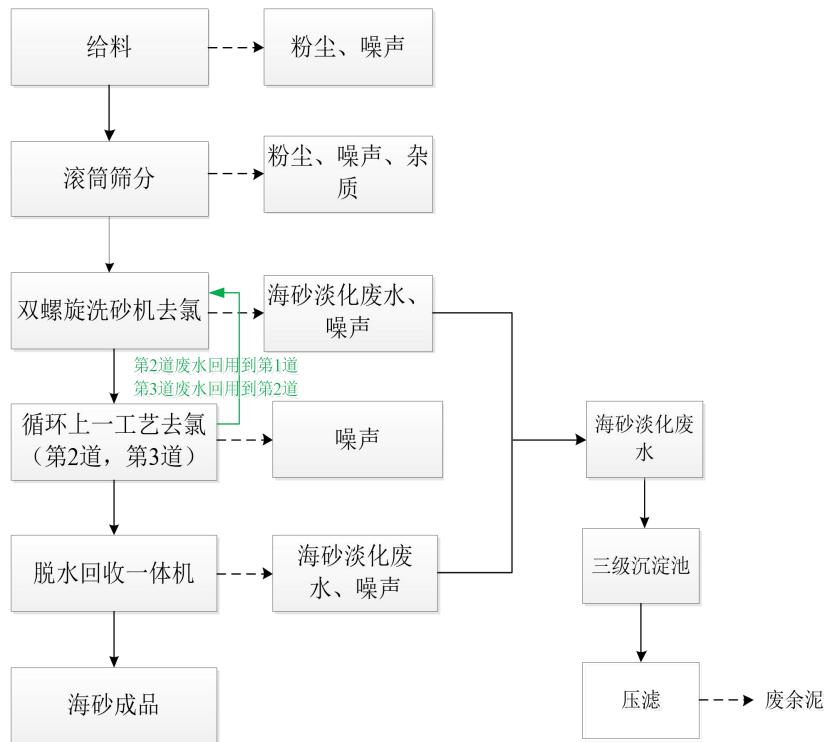 给料
粉尘、噪声
滚筒筛分
粉尘、噪声、杂
质
双螺旋洗砂机去氯
海砂淡化废水、
噪声
第2道废水回用到第1道
第3道废水回用到第2道
循环上一工艺去氯
（第2道，第3道）
噪声
海砂淡化废
水
脱水回收一体机
海砂淡化废
水、噪声
三级沉淀池
海砂成品
压滤
废余泥